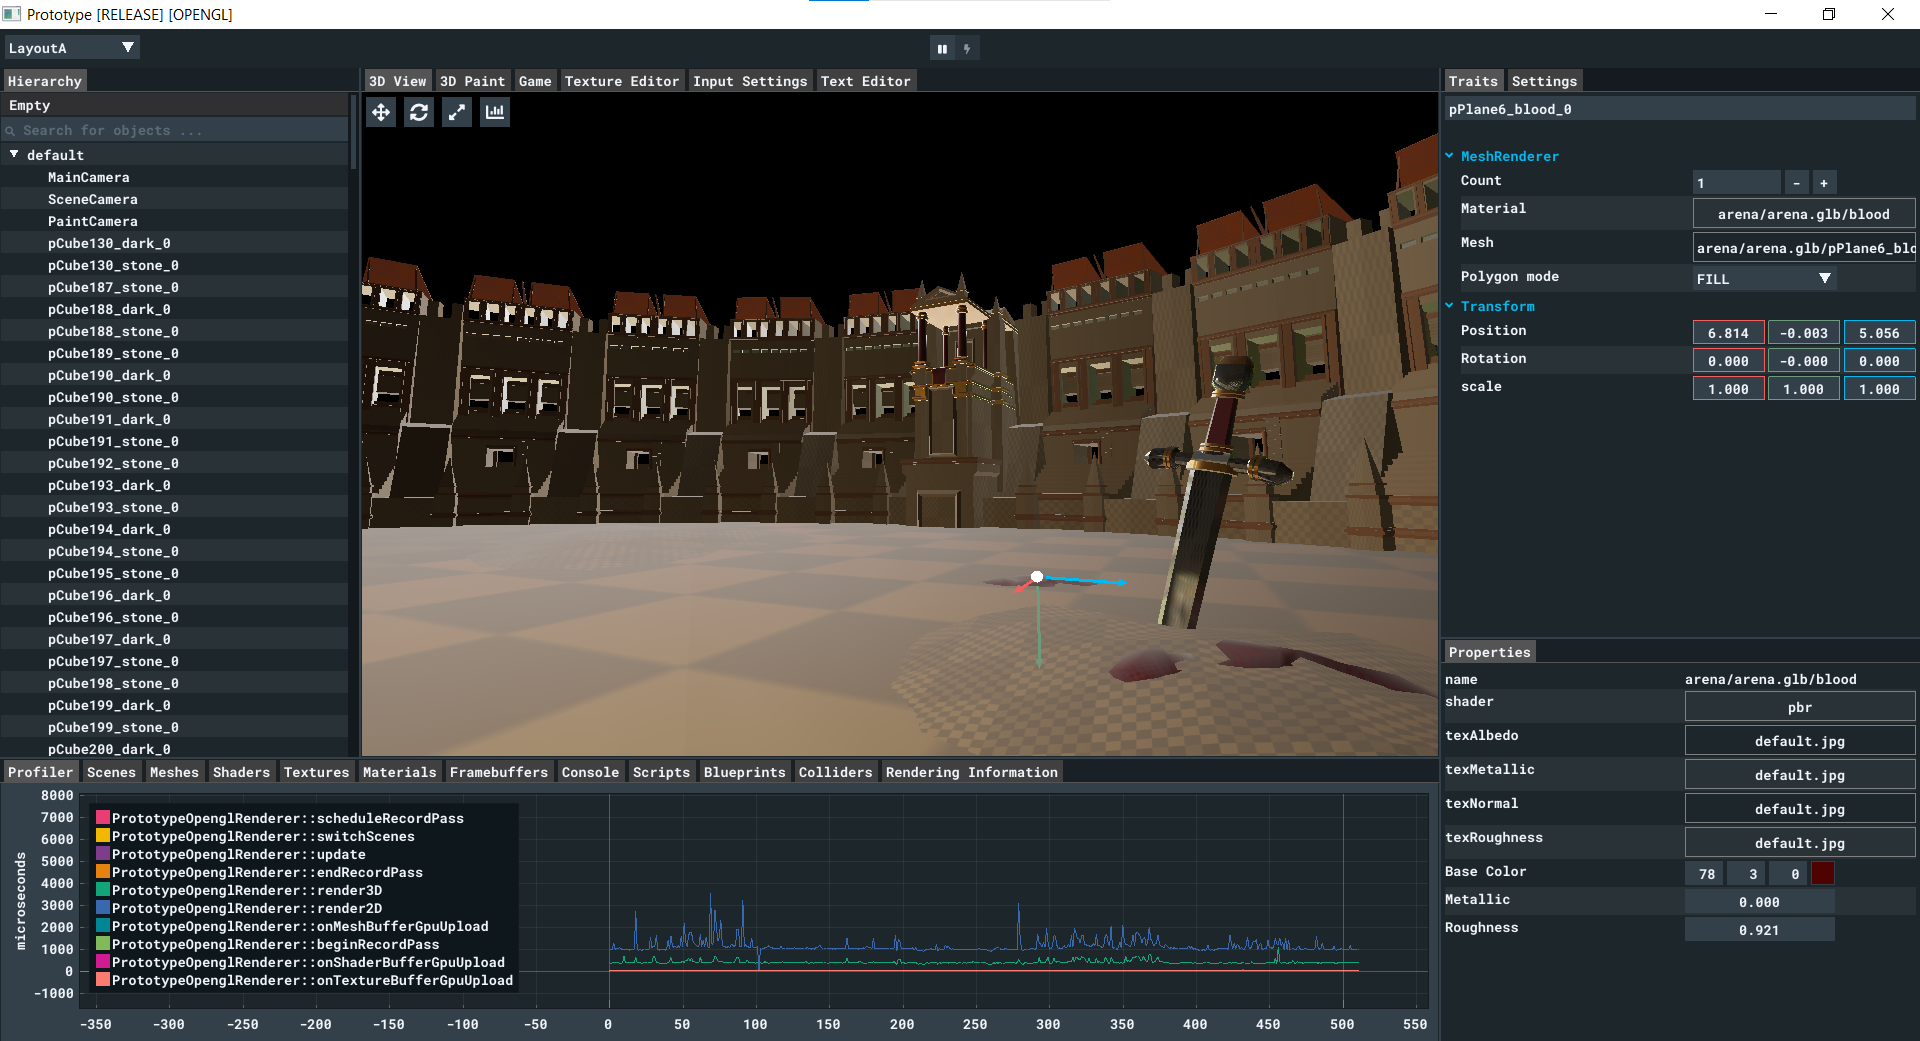 Prototype [RELEASE] [OPENGL]
LayoutA
Hierarchy
Empty
Search for objects ...
default
MainCamera
SceneCamera
PaintCamera
pCube130_dark_0
pCube130_stone_0
pCube187_stone_0
pCube188_dark_0
pCube188_stone_0
pCube189_stone_0
pCube190_dark_0
pCube190_stone_0
pCube191_dark_0
pCube191_stone_0
pCube192_stone_0
pCube193_dark_0
pCube193_stone_0
pCube194_dark_0
pCube194_stone_0
pCube195_stone_0
pCube196_dark_0
pCube196_stone_0
pCube197_dark_0
pCube197_stone_0
pCube198_stone_0
pCube199_dark_0
pCube199_stone_0
pCube200_dark_0
3D View 3D Paint Game Texture Editor Input Settings Text Editor
Traits Settings
pPlane6_blood_0
MeshRenderer
Count 1 - +
Material arena/arena.glb/blood
Mesh arena/arena.glb/pPlane6_blo
Polygon mode FILL
Transform
Position 6.814 -0.003 5.056
Rotation 0.000 -0.000 0.000
scale 1.000 1.000 1.000
Properties
name arena/arena.glb/blood
shader pbr
texAlbedo default.jpg
texMetallic default.jpg
texNormal default.jpg
texRoughness default.jpg
Base Color 78 3 0
Metallic 0.000
Roughness 0.921
Profiler Scenes Meshes Shaders Textures Materials Framebuffers Console Scripts Blueprints Colliders Rendering Information
microseconds
8000
7000
6000
5000
4000
3000
2000
1000
0
-1000
PrototypeOpenglRenderer::scheduleRecordPass
PrototypeOpenglRenderer::switchScenes
PrototypeOpenglRenderer::update
PrototypeOpenglRenderer::endRecordPass
PrototypeOpenglRenderer::render3D
PrototypeOpenglRenderer::render2D
PrototypeOpenglRenderer::onMeshBufferGpuUpload
PrototypeOpenglRenderer::beginRecordPass
PrototypeOpenglRenderer::onShaderBufferGpuUpload
PrototypeOpenglRenderer::onTextureBufferGpuUpload
-350 -300 -250 -200 -150 -100 -50 0 50 100 150 200 250 300 350 400 450 500 550